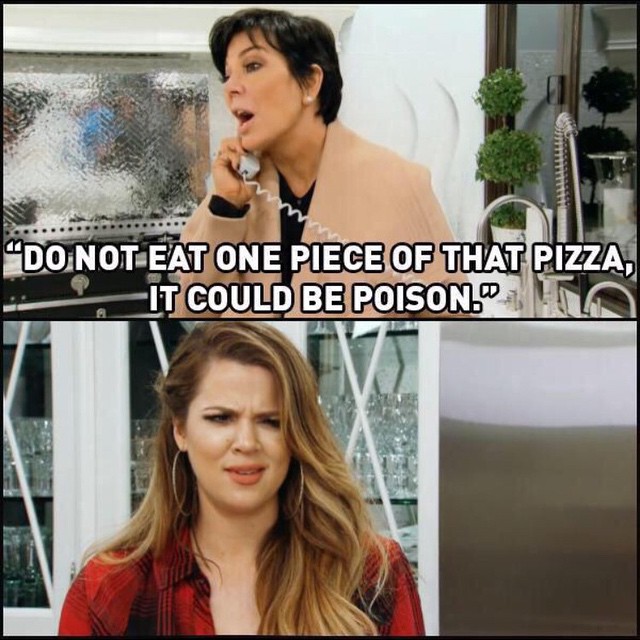 “DO NOT EAT ONE PIECE OF THAT PIZZA,
IT COULD BE POISON.”